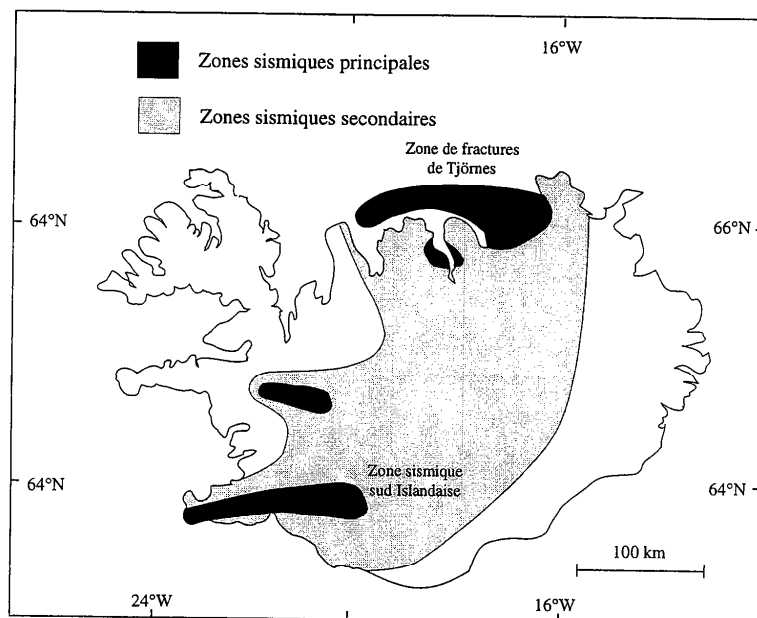 16°W
Zones sismiques principales
Zones sismiques secondaires
Zone de fractures
de Tjörnes
64°N
66°N
Zone sismique
sud Islandaise
64°N
64°N
100 km
24°W
16°W